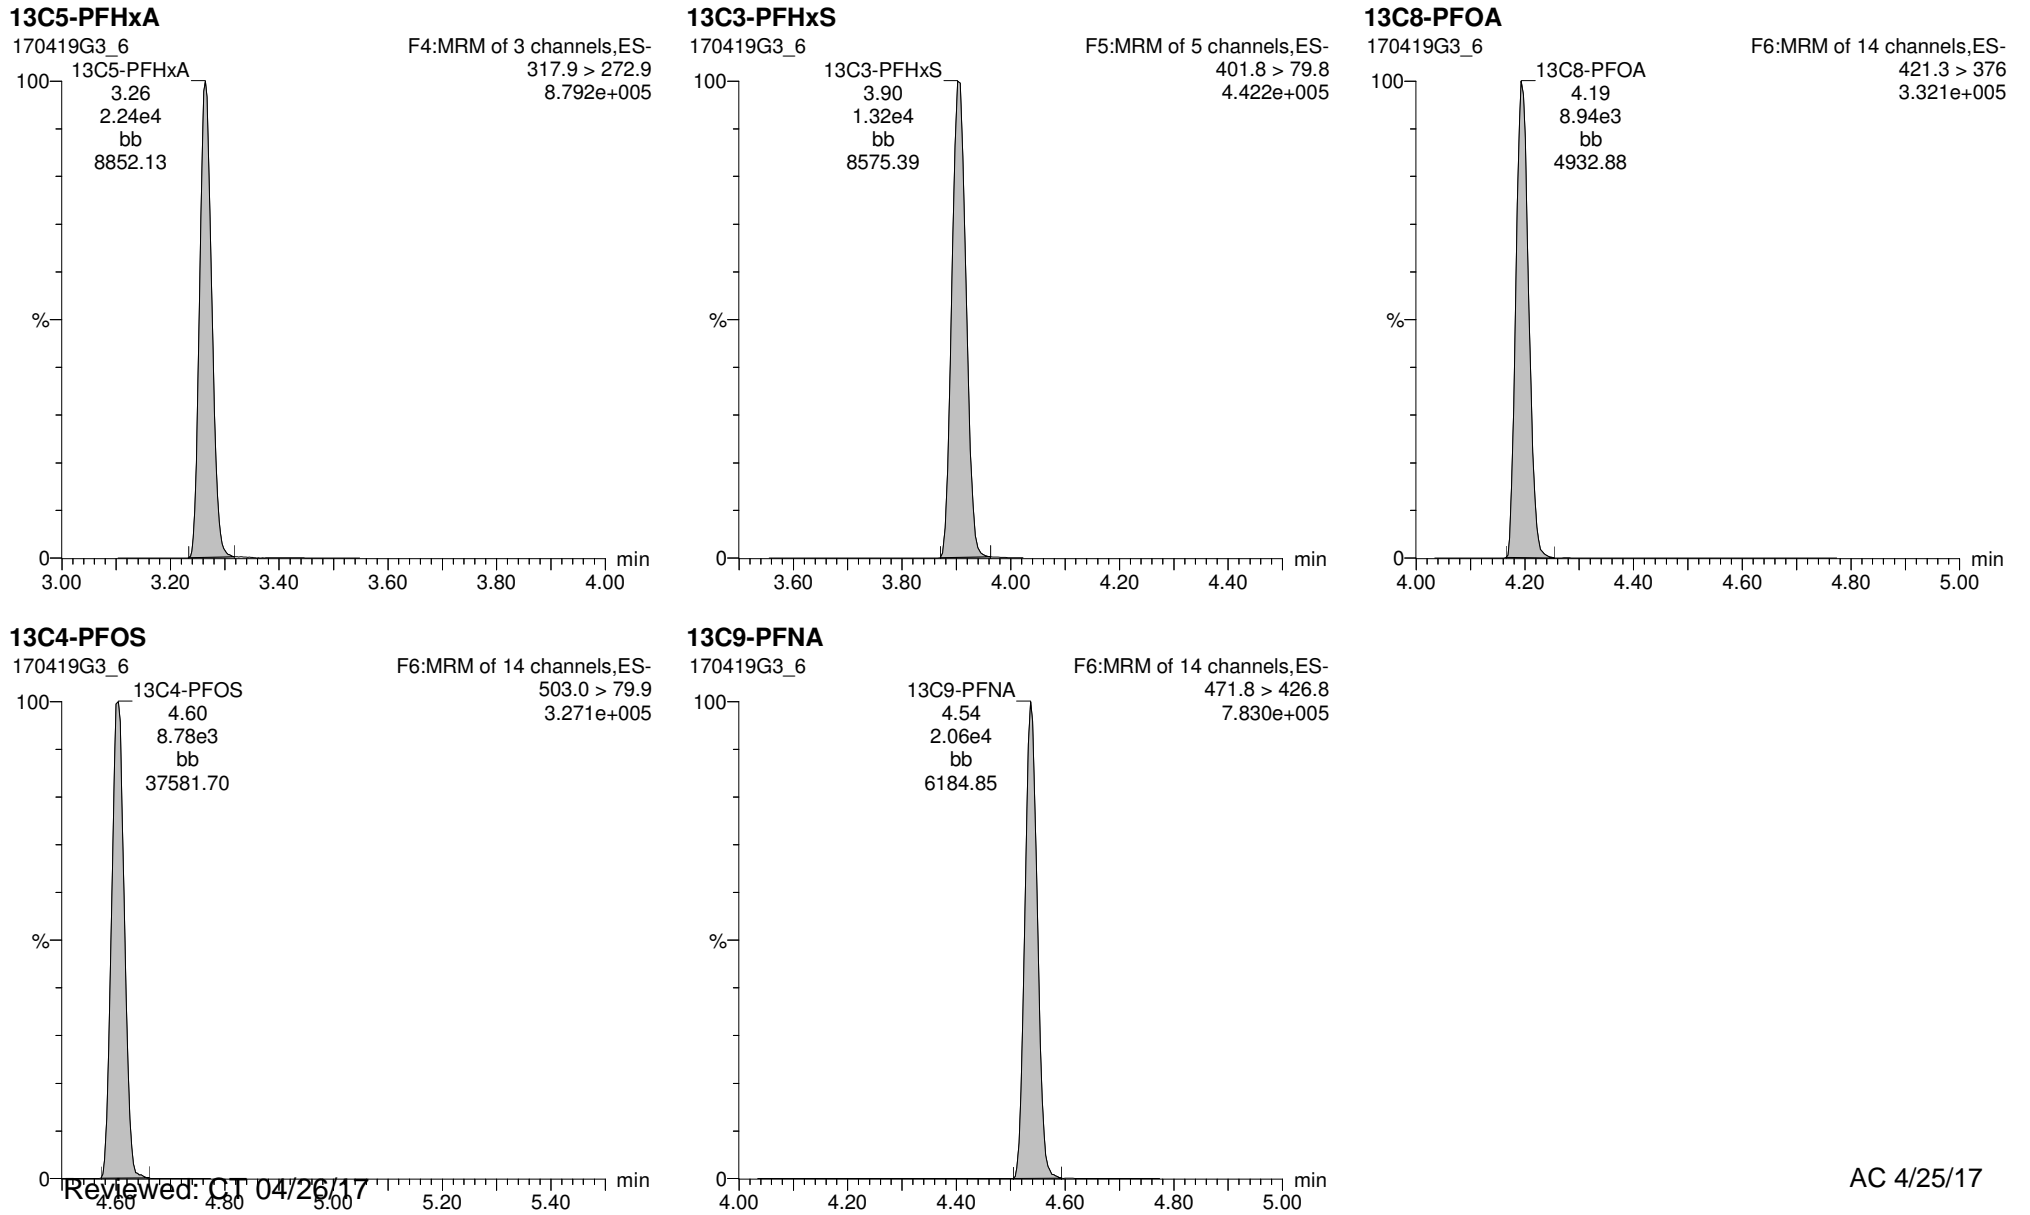 13C5-PFHxA
170419G3_6
F4:MRM of 3 channels,ES-
317.9 > 272.9
8.792e+005
13C5-PFHxA
3.26
2.24e4
bb
8852.13
100
%
0
min
3.00 3.20 3.40 3.60 3.80 4.00
13C3-PFHxS
170419G3_6
F5:MRM of 5 channels,ES-
401.8 > 79.8
4.422e+005
13C3-PFHxS
3.90
1.32e4
bb
8575.39
100
%
0
min
3.60 3.80 4.00 4.20 4.40
13C8-PFOA
170419G3_6
F6:MRM of 14 channels,ES-
421.3 > 376
3.321e+005
13C8-PFOA
4.19
8.94e3
bb
4932.88
100
%
0
min
4.00 4.20 4.40 4.60 4.80 5.00
13C4-PFOS
170419G3_6
F6:MRM of 14 channels,ES-
503.0 > 79.9
3.271e+005
13C4-PFOS
4.60
8.78e3
bb
37581.70
100
%
0
min
4.60 4.80 5.00 5.20 5.40
13C9-PFNA
170419G3_6
F6:MRM of 14 channels,ES-
471.8 > 426.8
7.830e+005
13C9-PFNA
4.54
2.06e4
bb
6184.85
100
%
0
min
4.00 4.20 4.40 4.60 4.80 5.00
Reviewed: CT 04/26/17
AC 4/25/17